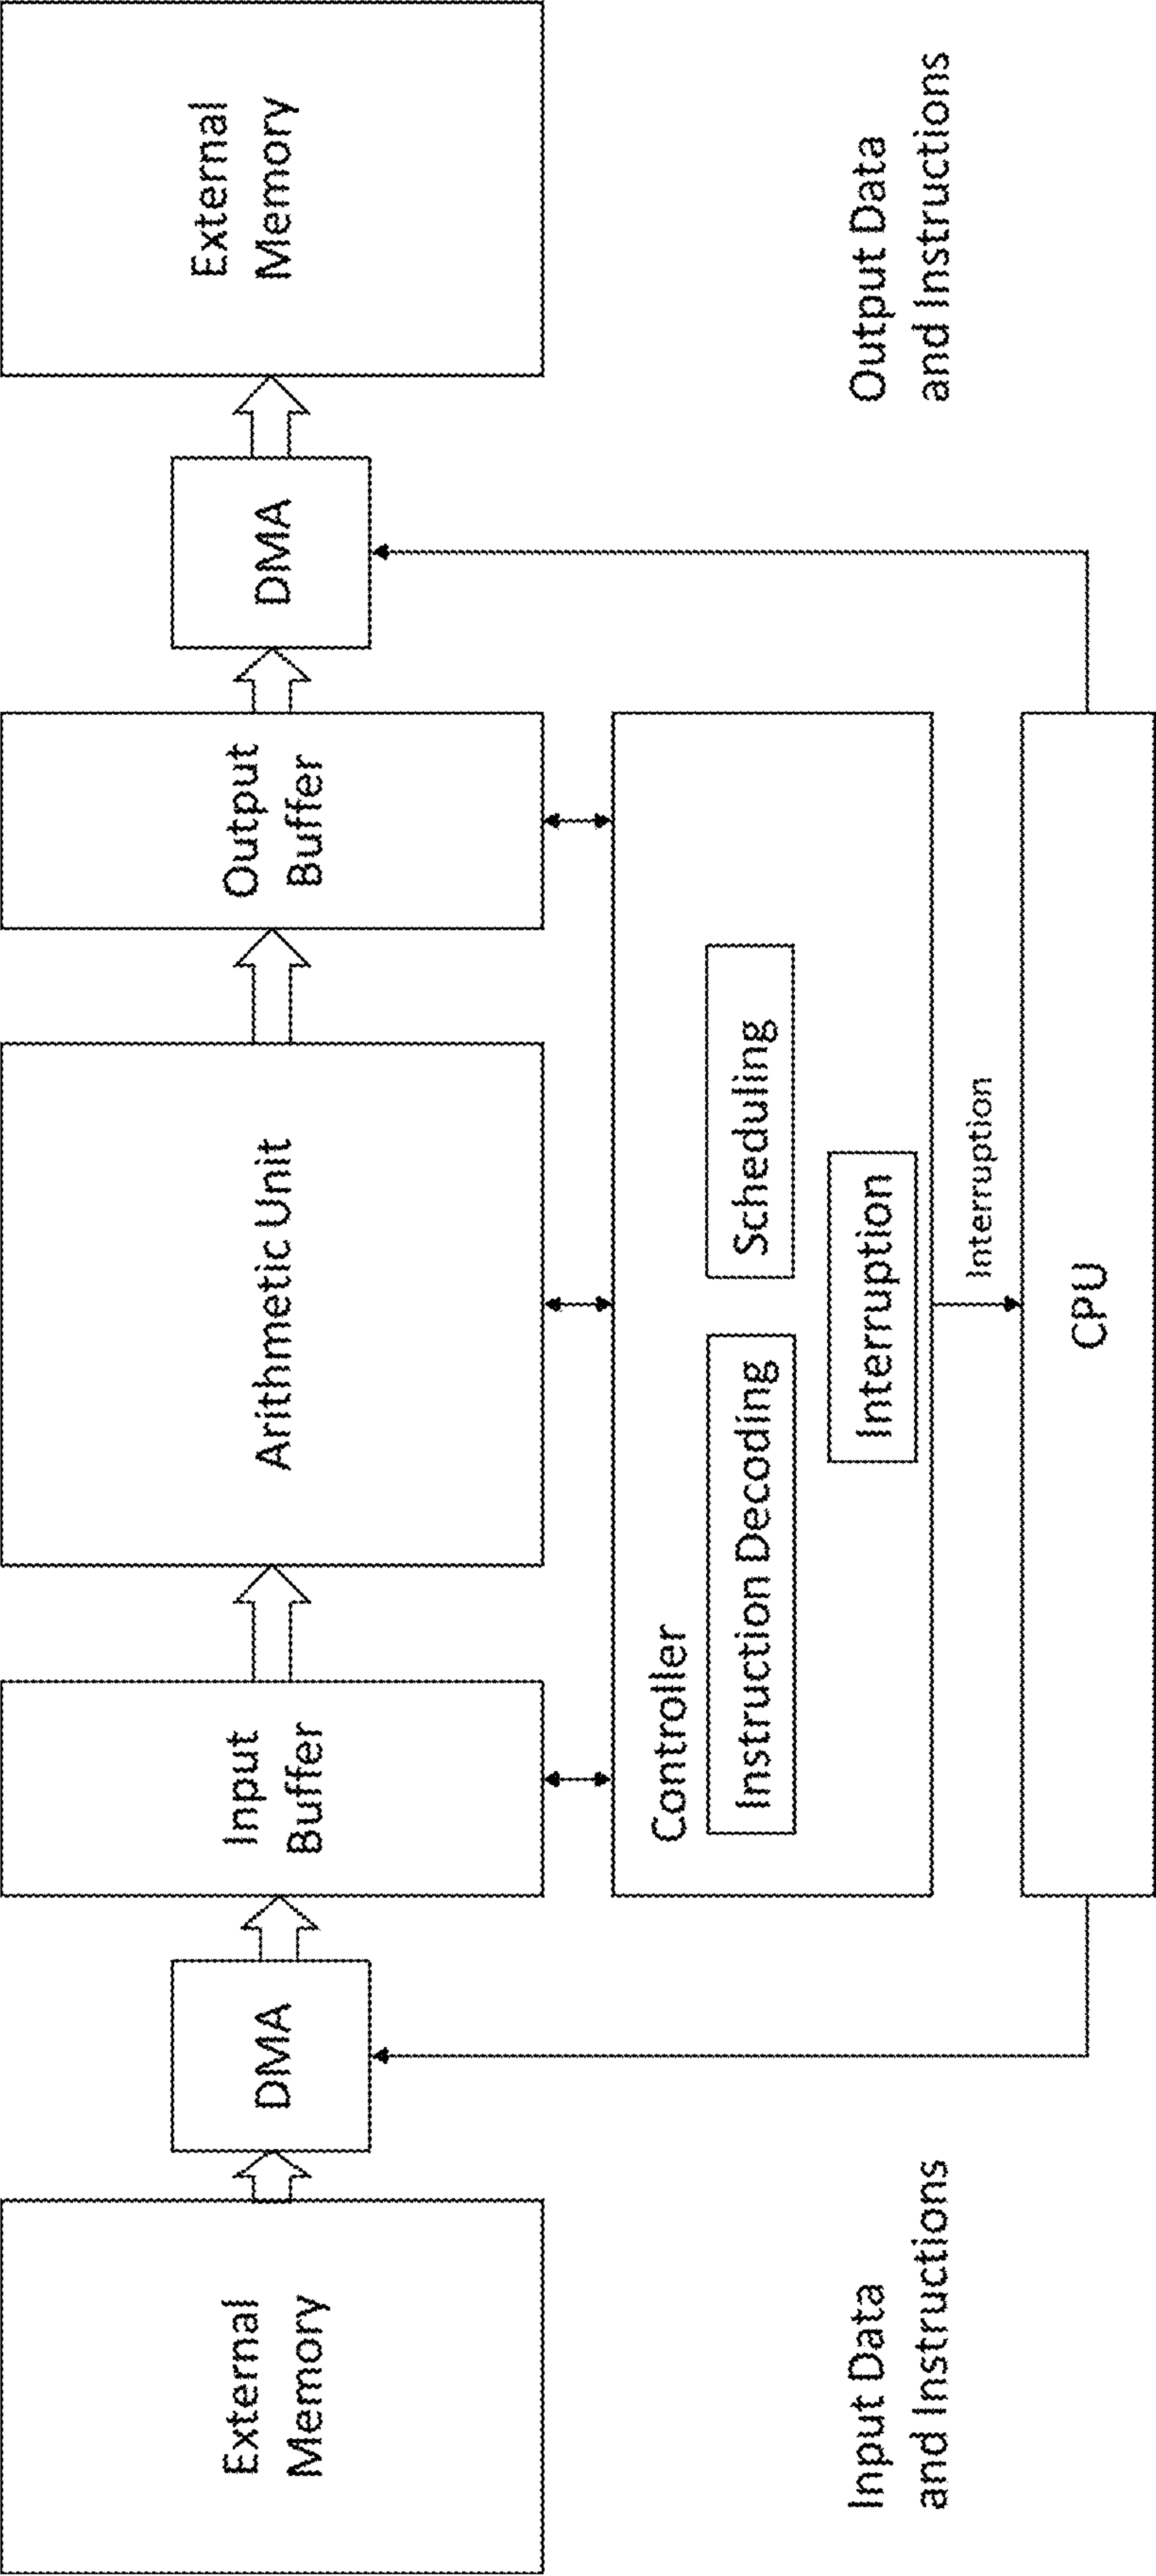 External
Memory
DMA
Input
Buffer
Arithmetic Unit
Output
Buffer
DMA
External
Memory
Controller
Instruction Decoding
Scheduling
Interruption
Interruption
CPU
Input Data
and Instructions
Output Data
and Instructions